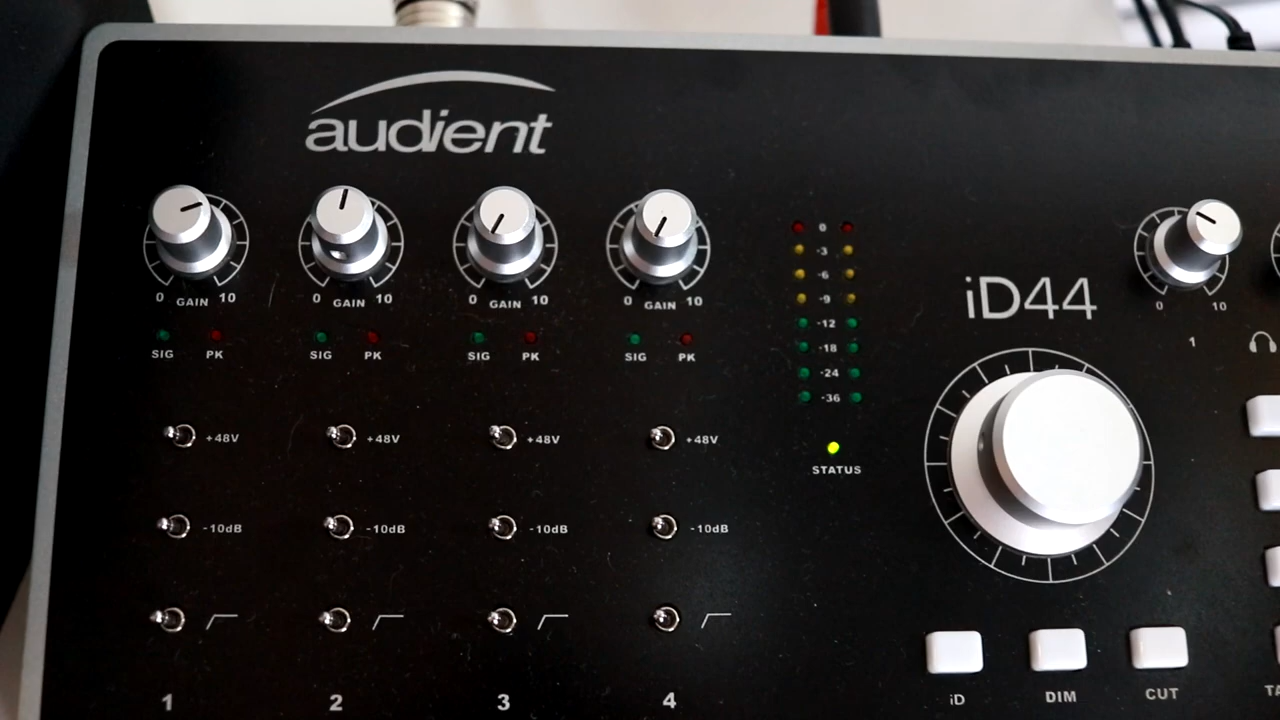 audient
0 GAIN 10
0 GAIN 10
0 GAIN 10
0 GAIN 10
SIG PK
SIG PK
SIG PK
SIG PK
+48V
+48V
+48V
+48V
-10dB
-10dB
-10dB
-10dB
1
2
3
4
0
-3
-6
-9
-12
-18
-24
-36
STATUS
iD44
0 10
1
iD
DIM
CUT
TA